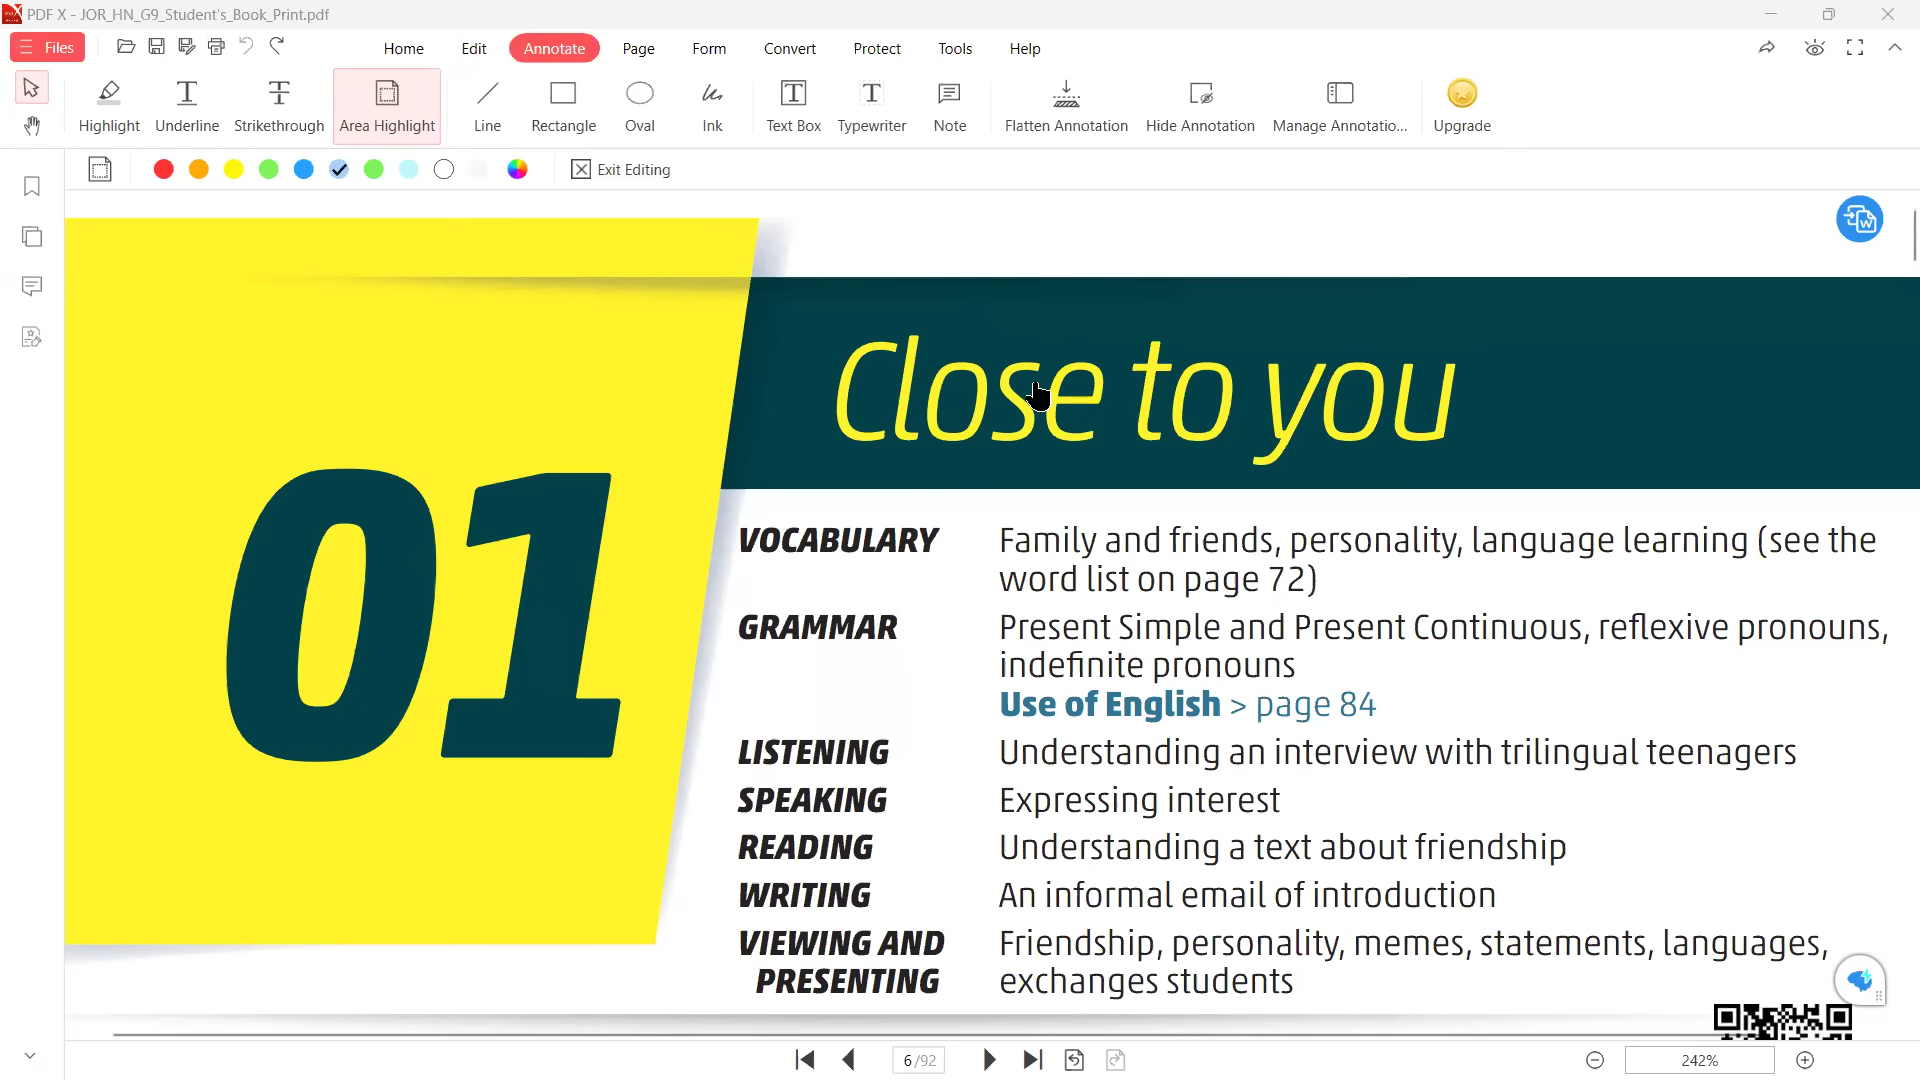 PDF X - JOR_HN_G9_Student's_Book_Print.pdf
Files
Home Edit Annotate Page Form Convert Protect Tools Help
Highlight Underline Strikethrough Area Highlight Line Rectangle Oval Ink Text Box Typewriter Note Flatten Annotation Hide Annotation Manage Annotatio... Upgrade
Exit Editing
Close to you
01
VOCABULARY Family and friends, personality, language learning (see the
word list on page 72)
GRAMMAR Present Simple and Present Continuous, reflexive pronouns,
indefinite pronouns
Use of English > page 84
LISTENING Understanding an interview with trilingual teenagers
SPEAKING Expressing interest
READING Understanding a text about friendship
WRITING An informal email of introduction
VIEWING AND Friendship, personality, memes, statements, languages,
PRESENTING exchanges students
6 /92
242%